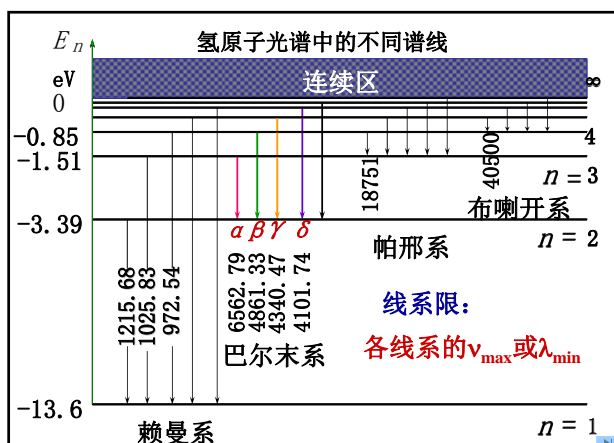 氢原子光谱中的不同谱线
En
eV
连续区
∞
0
-0.85
4
-1.51
n = 3
18751
40500
布喇开系
-3.39
n = 2
α β γ δ
帕邢系
1215.68
1025.83
972.54
6562.79
4861.33
4340.47
4101.74
线系限：
巴尔末系
各线系的νmax或λmin
-13.6
n = 1
赖曼系